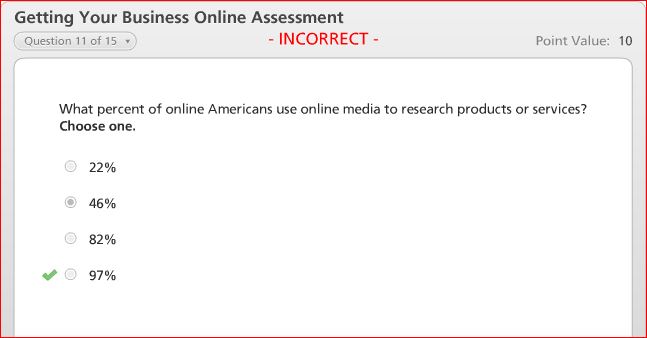 Getting Your Business Online Assessment
Question 11 of 15
- INCORRECT -
Point Value: 10
What percent of online Americans use online media to research products or services?
Choose one.
22%
46%
82%
97%